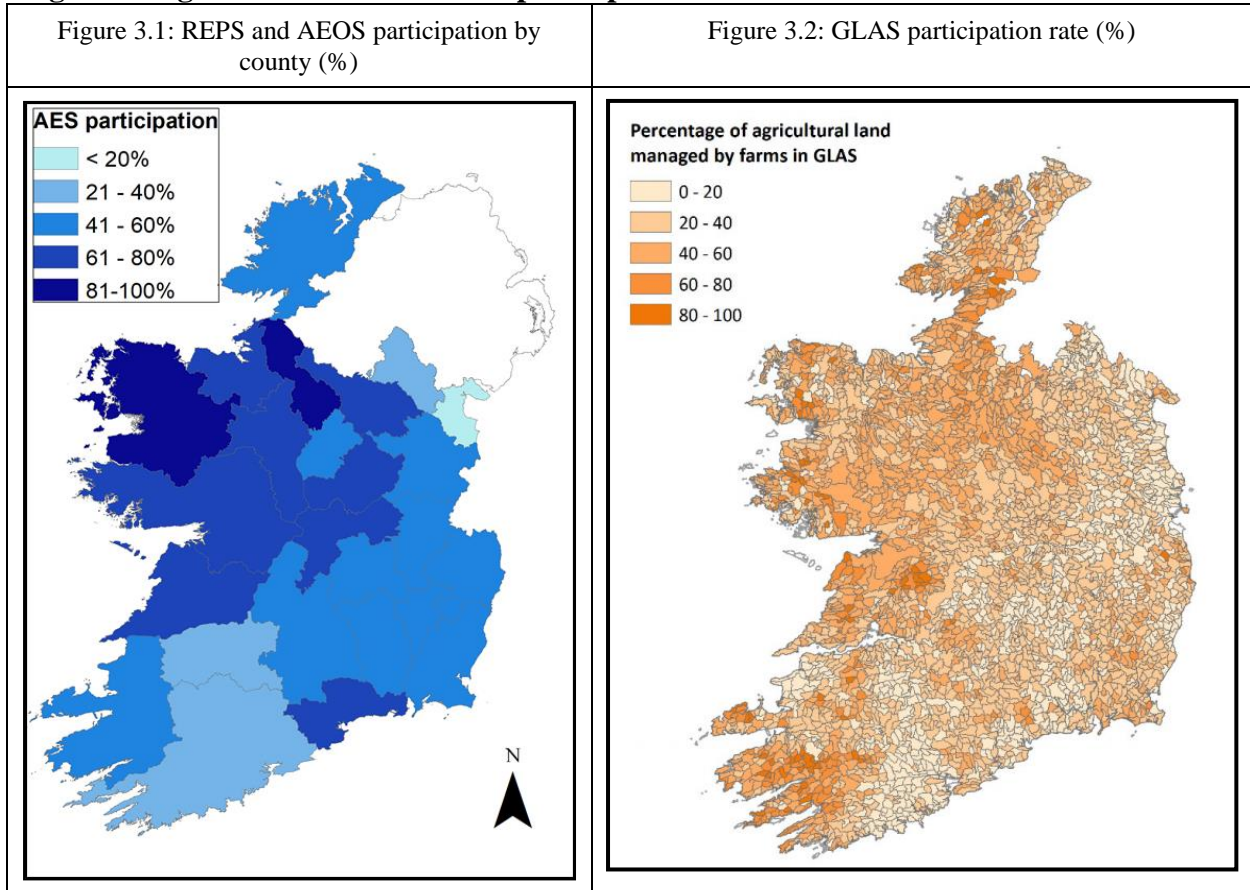 Figure 3.1: REPS and AEOS participation by
county (%)
Figure 3.2: GLAS participation rate (%)
AES participation
< 20%
21 - 40%
41 - 60%
61 - 80%
81-100%
N
Percentage of agricultural land
managed by farms in GLAS
0 - 20
20 - 40
40 - 60
60 - 80
80 - 100